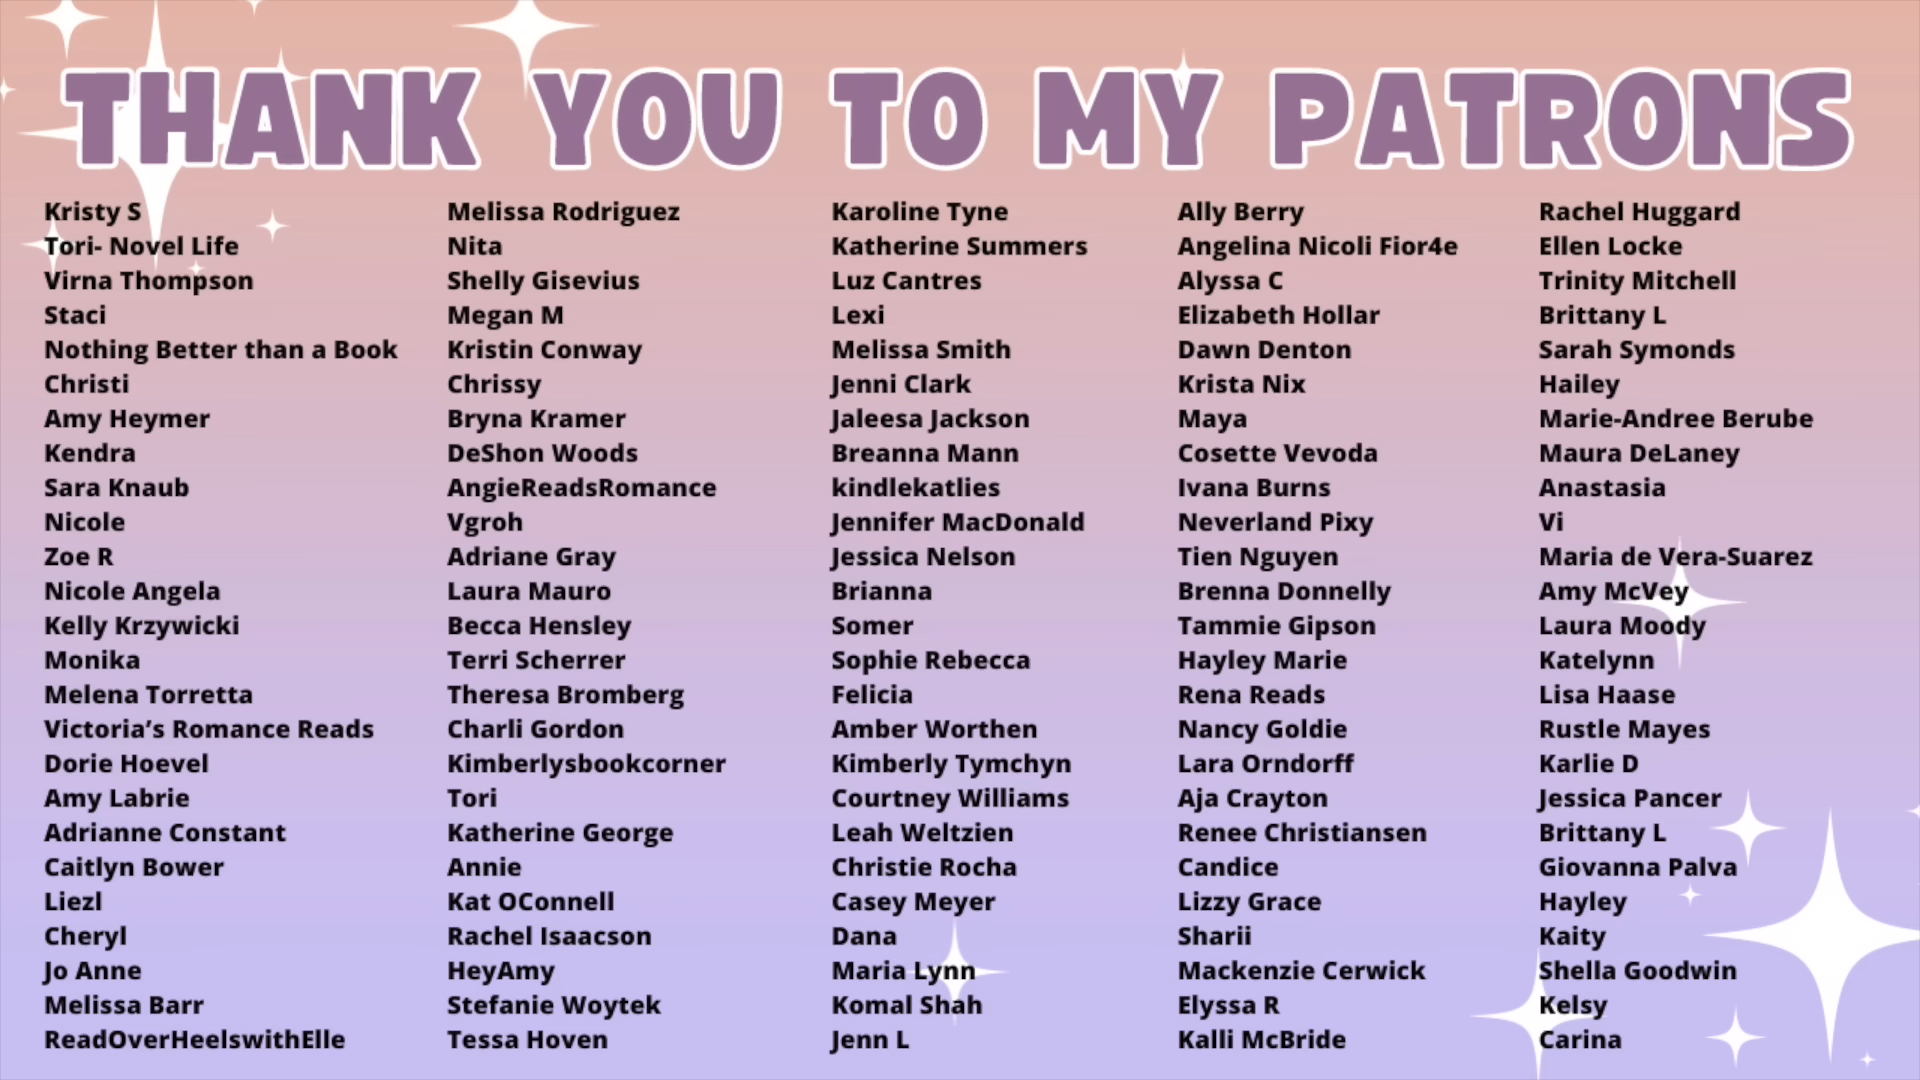 THANK YOU TO MY PATRONS
Kristy S
Tori- Novel Life
Virna Thompson
Staci
Nothing Better than a Book
Christi
Amy Heymer
Kendra
Sara Knaub
Nicole
Zoe R
Nicole Angela
Kelly Krzywicki
Monika
Melena Torretta
Victoria’s Romance Reads
Dorie Hoevel
Amy Labrie
Adrianne Constant
Caitlyn Bower
Liezl
Cheryl
Jo Anne
Melissa Barr
ReadOverHeelswithElle
Melissa Rodriguez
Nita
Shelly Gisevius
Megan M
Kristin Conway
Chrissy
Bryna Kramer
DeShon Woods
AngieReadsRomance
Vgroh
Adriane Gray
Laura Mauro
Becca Hensley
Terri Scherrer
Theresa Bromberg
Charli Gordon
Kimberlysbookcorner
Tori
Katherine George
Annie
Kat OConnell
Rachel Isaacson
HeyAmy
Stefanie Woytek
Tessa Hoven
Karoline Tyne
Katherine Summers
Luz Cantres
Lexi
Melissa Smith
Jenni Clark
Jaleesa Jackson
Breanna Mann
kindlekatlies
Jennifer MacDonald
Jessica Nelson
Brianna
Somer
Sophie Rebecca
Felicia
Amber Worthen
Kimberly Tymchyn
Courtney Williams
Leah Weltzien
Christie Rocha
Casey Meyer
Dana
Maria Lynn
Komal Shah
Jenn L
Ally Berry
Angelina Nicoli Fior4e
Alyssa C
Elizabeth Hollar
Dawn Denton
Krista Nix
Maya
Cosette Vevoda
Ivana Burns
Neverland Pixy
Tien Nguyen
Brenna Donnelly
Tammie Gipson
Hayley Marie
Rena Reads
Nancy Goldie
Lara Orndorff
Aja Crayton
Renee Christiansen
Candice
Lizzy Grace
Sharii
Mackenzie Cerwick
Elyssa R
Kalli McBride
Rachel Huggard
Ellen Locke
Trinity Mitchell
Brittany L
Sarah Symonds
Hailey
Marie-Andree Berube
Maura DeLaney
Anastasia
Vi
Maria de Vera-Suarez
Amy McVey
Laura Moody
Katelynn
Lisa Haase
Rustle Mayes
Karlie D
Jessica Pancer
Brittany L
Giovanna Palva
Hayley
Kaity
Shella Goodwin
Kelsy
Carina